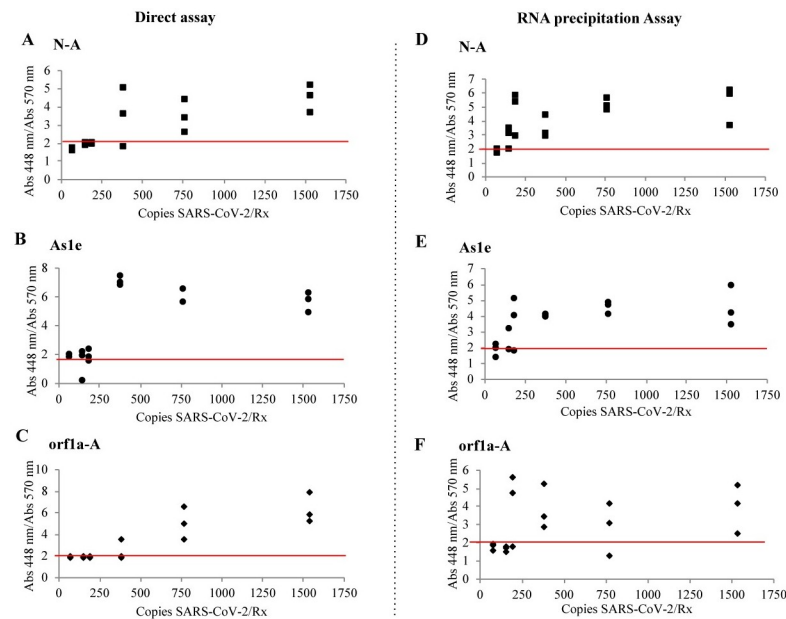 Direct assay
RNA precipitation Assay
A
N-A
Abs 448 nm/Abs 570 nm
6
5
4
3
2
1
0
0 250 500 750 1000 1250 1500 1750
Copies SARS-CoV-2/Rx
B
As1e
Abs 448 nm/Abs 570 nm
8
6
4
2
0
0 250 500 750 1000 1250 1500 1750
Copies SARS-CoV-2/Rx
C
orf1a-A
Abs 448 nm/Abs 570 nm
10
8
6
4
2
0
0 250 500 750 1000 1250 1500 1750
Copies SARS-CoV-2/Rx
D
N-A
Abs 448 nm/Abs 570 nm
7
6
5
4
3
2
1
0
0 250 500 750 1000 1250 1500 1750
Copies SARS-CoV-2/Rx
E
As1e
Abs 448 nm/Abs 570 nm
7
6
5
4
3
2
1
0
0 250 500 750 1000 1250 1500 1750
Copies SARS-CoV-2/Rx
F
orf1a-A
Abs 448 nm/Abs 570 nm
6
5
4
3
2
1
0
0 250 500 750 1000 1250 1500 1750
Copies SARS-CoV-2/Rx